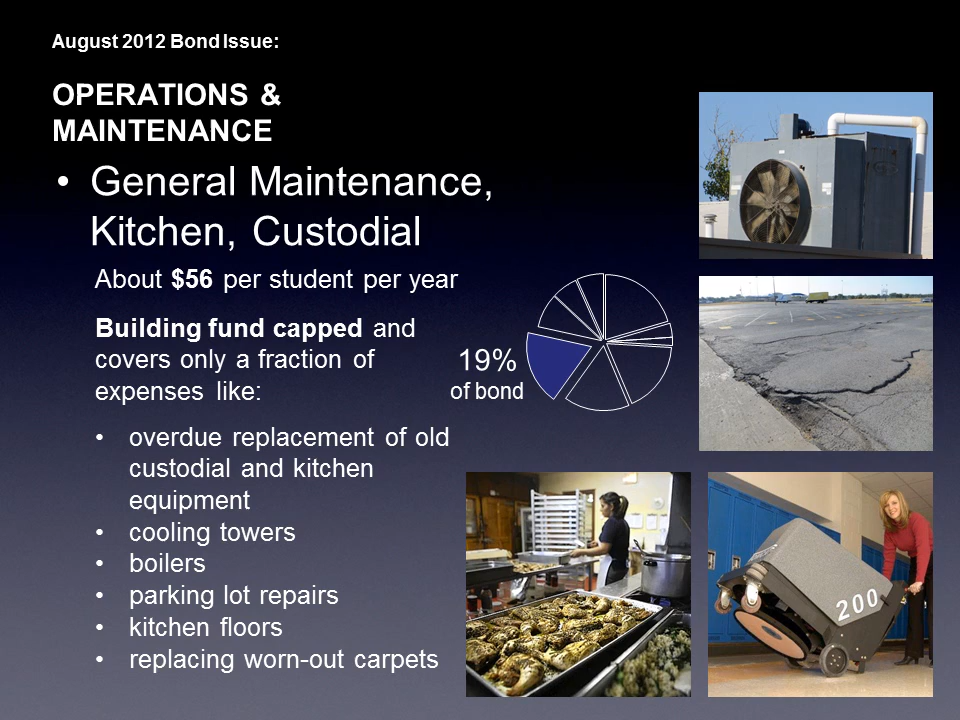 August 2012 Bond Issue:
OPERATIONS &
MAINTENANCE
• General Maintenance,
Kitchen, Custodial
About $56 per student per year
Building fund capped and
covers only a fraction of
expenses like:
19%
of bond
• overdue replacement of old
custodial and kitchen
equipment
• cooling towers
• boilers
• parking lot repairs
• kitchen floors
• replacing worn-out carpets
200